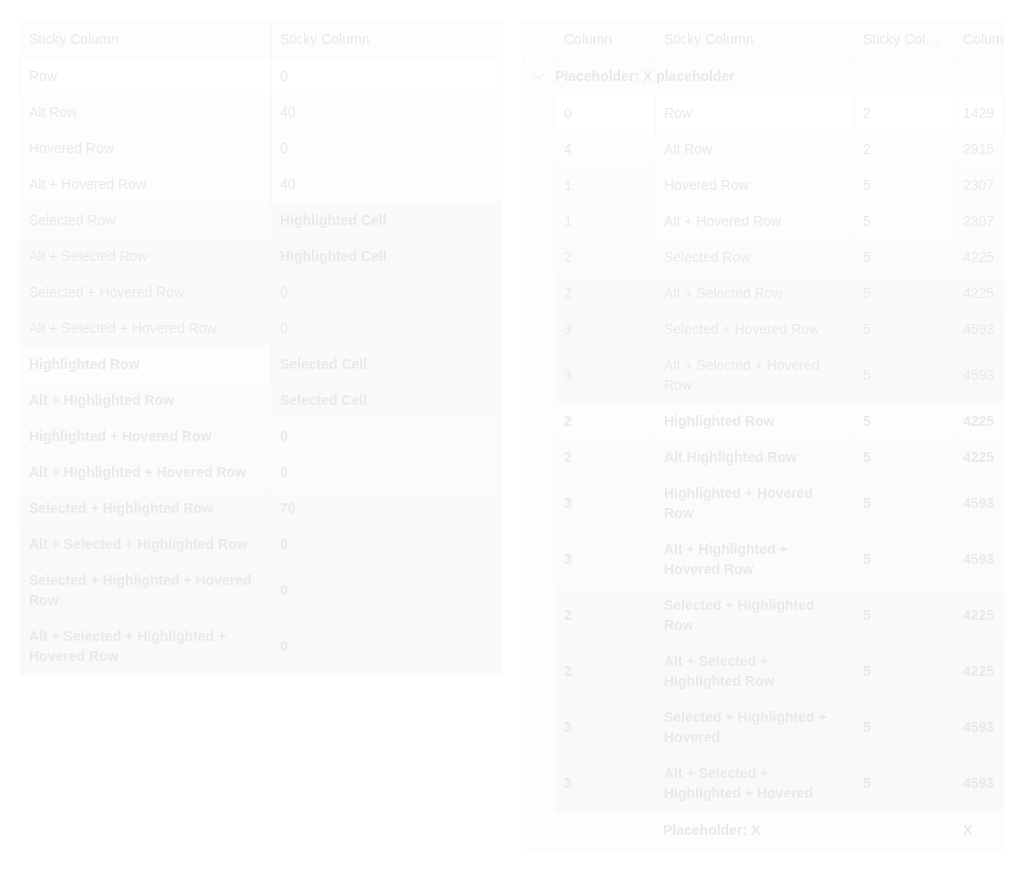 Sticky Column Sticky Column
Row 0
Alt Row 40
Hovered Row 0
Alt + Hovered Row 40
Selected Row Highlighted Cell
Alt + Selected Row Highlighted Cell
Selected + Hovered Row 0
Alt + Selected + Hovered Row 0
Highlighted Row Selected Cell
Alt + Highlighted Row Selected Cell
Highlighted + Hovered Row 0
Alt + Highlighted + Hovered Row 0
Selected + Highlighted Row 70
Alt + Selected + Highlighted Row 0
Selected + Highlighted + Hovered
Row 0
Alt + Selected + Highlighted +
Hovered Row 0
Column Sticky Column Sticky Col... Colum
Placeholder: X placeholder
0 Row 2 1429
4 Alt Row 2 2915
1 Hovered Row 5 2307
1 Alt + Hovered Row 5 2307
2 Selected Row 5 4225
2 Alt + Selected Row 5 4225
3 Selected + Hovered Row 5 4593
3 Alt + Selected + Hovered
Row 5 4593
2 Highlighted Row 5 4225
2 Alt Highlighted Row 5 4225
3 Highlighted + Hovered
Row 5 4593
3 Alt + Highlighted +
Hovered Row 5 4593
2 Selected + Highlighted
Row 5 4225
2 Alt + Selected +
Highlighted Row 5 4225
3 Selected + Highlighted +
Hovered 5 4593
3 Alt + Selected +
Highlighted + Hovered 5 4593
Placeholder: X X